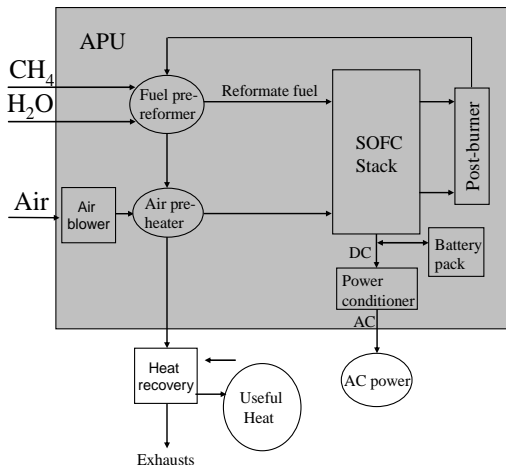 APU
CH4
H2O
Fuel pre-
reformer
Reformate fuel
SOFC
Stack
Post-burner
Air
Air
blower
Air pre-
heater
DC
Battery
pack
Power
conditioner
AC
Heat
recovery
Useful
Heat
AC power
Exhausts